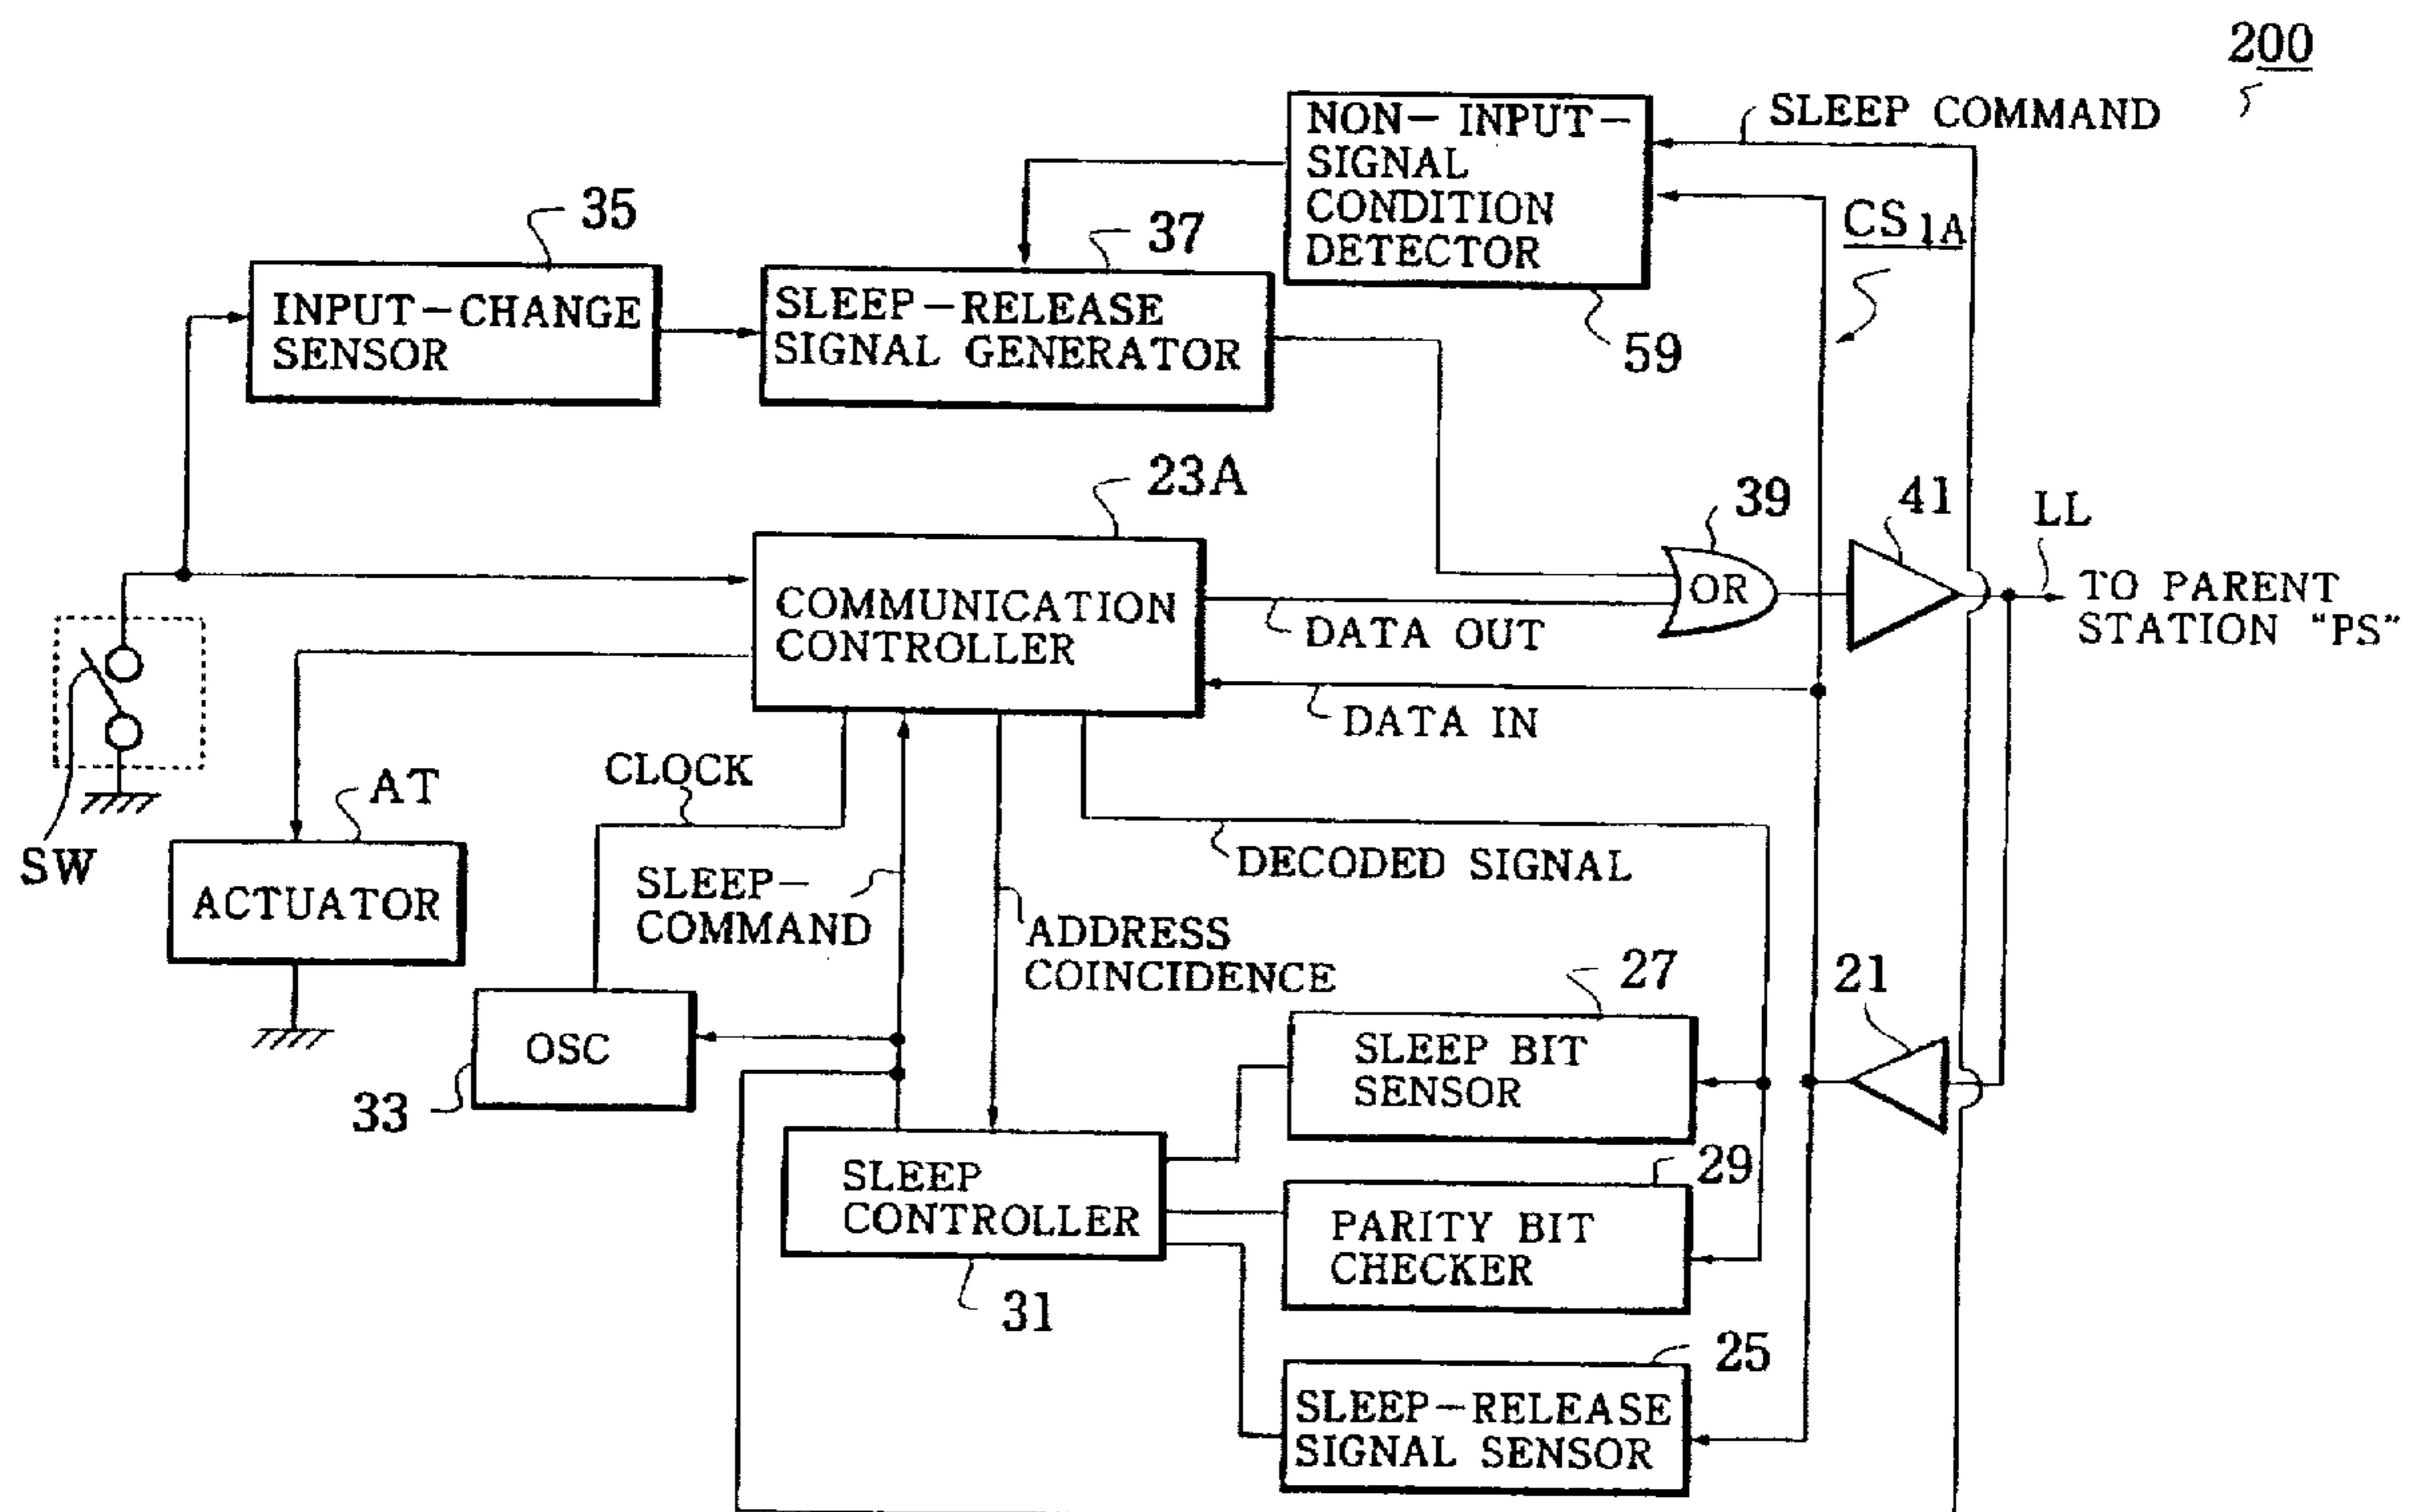 200
NON-INPUT-
SIGNAL
CONDITION
DETECTOR
SLEEP COMMAND
35
37
CS1A
INPUT-CHANGE
SENSOR
SLEEP-RELEASE
SIGNAL GENERATOR
59
23A
39
41
LL
COMMUNICATION
CONTROLLER
OR
TO PARENT
STATION "PS"
DATA OUT
DATA IN
CLOCK
AT
SW
ACTUATOR
SLEEP-
COMMAND
DECODED SIGNAL
ADDRESS
COINCIDENCE
27
21
OSC
SLEEP BIT
SENSOR
33
29
SLEEP
CONTROLLER
PARITY BIT
CHECKER
31
25
SLEEP-RELEASE
SIGNAL SENSOR